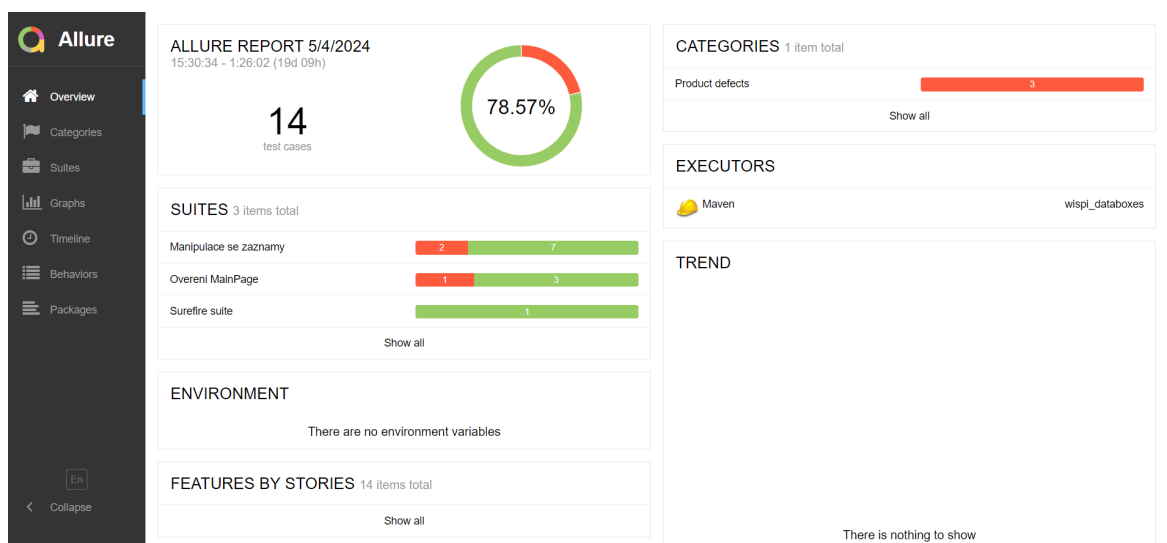 Allure
Overview
Categories
Suites
Graphs
Timeline
Behaviors
Packages
En
Collapse
ALLURE REPORT 5/4/2024
15:30:34 - 1:26:02 (19d 09h)
14
test cases
78.57%
SUITES 3 items total
Manipulace se zaznamy 2 7
Overeni MainPage 1 3
Surefire suite 1
Show all
ENVIRONMENT
There are no environment variables
FEATURES BY STORIES 14 items total
Show all
CATEGORIES 1 item total
Product defects 3
Show all
EXECUTORS
Maven wispi_databoxes
TREND
There is nothing to show